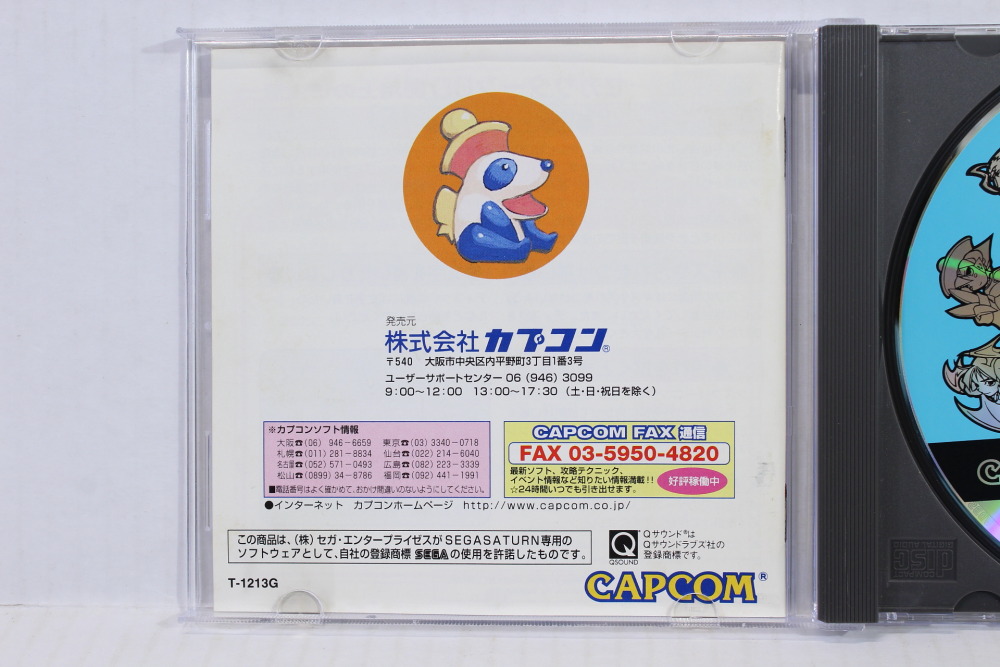 発売元
株式会社カプコン®
〒540 大阪市中央区内平野町3丁目1番3号
ユーザーサポートセンター 06 (946) 3099
9:00〜12:00 13:00〜17:30 (土・日・祝日を除く)
※カプコンソフト情報
大阪☎(06) 946-6659 東京☎(03) 3340-0718
札幌☎(011) 281-8834 仙台☎(022) 214-6040
名古屋☎(052) 571-0493 広島☎(082) 223-3339
松山☎(0899) 34-8786 福岡☎(092) 441-1991
■電話番号はよく確かめて、おかけ間違いのないようにしてください。
CAPCOM FAX 通信
FAX 03-5950-4820
最新ソフト、攻略テクニック、
イベント情報など知りたい情報満載!!
☆24時間いつでも引き出せます。
好評稼働中
●インターネット カプコンホームページ http://www.capcom.co.jp/
この商品は、(株)セガ・エンタープライゼスがSEGASATURN専用の
ソフトウェアとして、自社の登録商標 SEGAの使用を許諾したものです。
Q
QSOUND
Qサウンド®は
Qサウンドラブズ社の
登録商標です。
T-1213G
CAPCOM®
disc